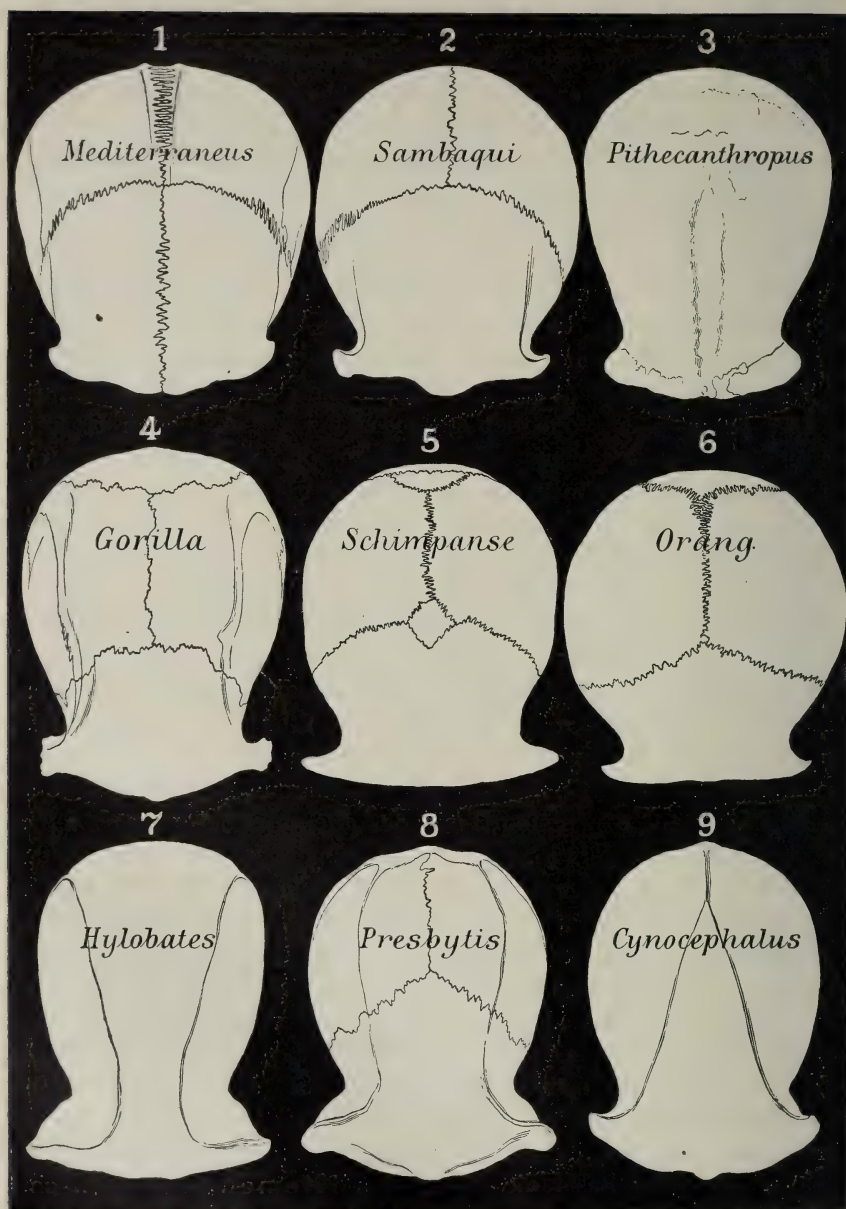 1 2 3
Mediterraneus Sambaqui Pithecanthropus
4 5 6
Gorilla Schimpanse Orang.
7 8 9
Hylobates Presbytis Cynocephalus